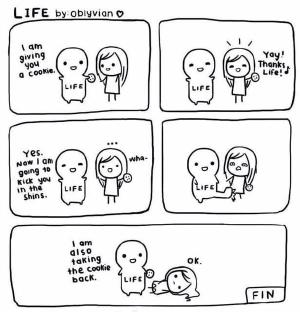 LIFE by: oblyvian
I am
giving
you
a cookie.
LIFE
Yay!
Thanks
Life!
LIFE
Yes.
Now I am
going to
kick you
in the
shins.
LIFE
...
wha-
LIFE
I am
also
taking
the cookie
back.
LIFE
OK.
FIN